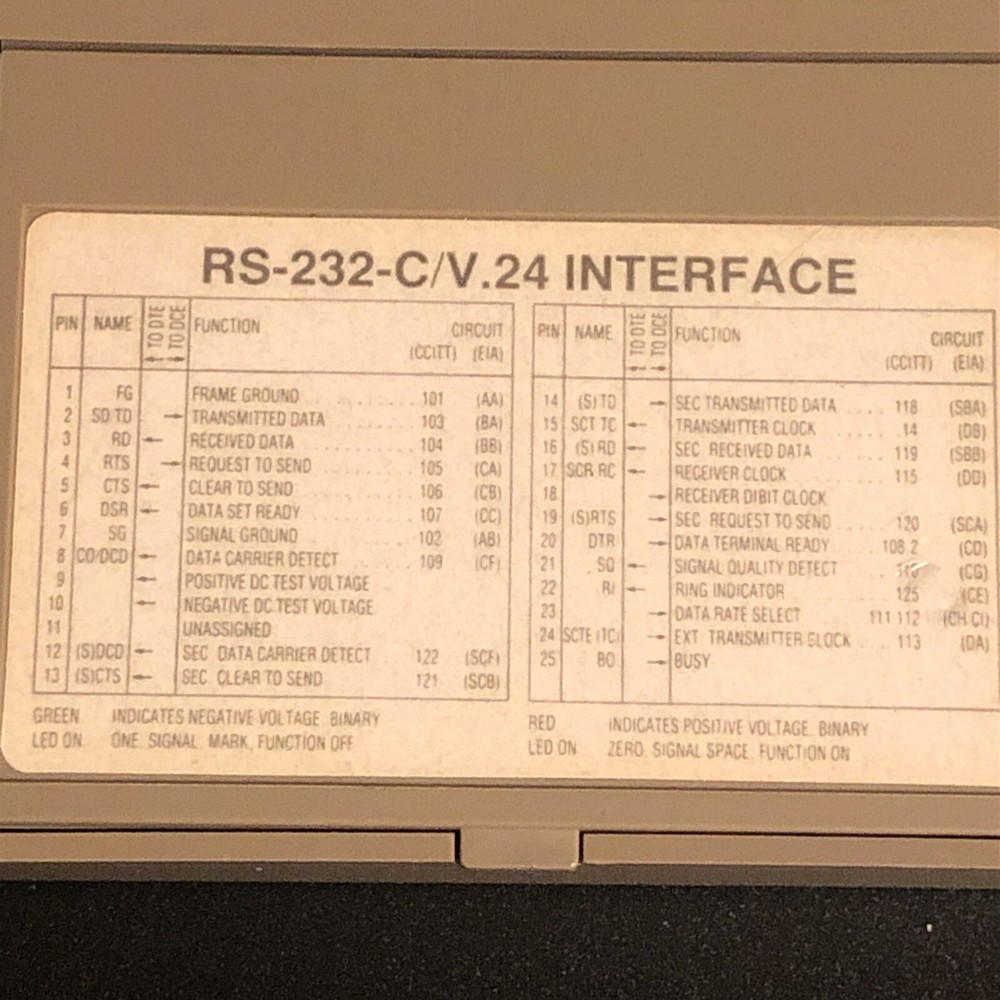 RS-232-C/V.24 INTERFACE
PIN NAME TO DTE TO DCE FUNCTION CIRCUIT
(CCITT) (EIA)
1 FG FRAME GROUND 101 (AA)
2 SD TD → TRANSMITTED DATA 103 (BA)
3 RD ← RECEIVED DATA 104 (BB)
4 RTS → REQUEST TO SEND 105 (CA)
5 CTS ← CLEAR TO SEND 106 (CB)
6 DSR ← DATA SET READY 107 (CC)
7 SG SIGNAL GROUND 102 (AB)
8 CO/DCD ← DATA CARRIER DETECT 109 (CF)
9 ← POSITIVE DC TEST VOLTAGE
10 ← NEGATIVE DC TEST VOLTAGE
11 UNASSIGNED
12 (S)DCD ← SEC DATA CARRIER DETECT 122 (SCF)
13 (S)CTS ← SEC CLEAR TO SEND 121 (SCB)
GREEN INDICATES NEGATIVE VOLTAGE, BINARY
LED ON ONE, SIGNAL MARK, FUNCTION OFF
PIN NAME TO DTE TO DCE FUNCTION CIRCUIT
(CCITT) (EIA)
14 (S)TD → SEC TRANSMITTED DATA 118 (SBA)
15 SCT TC ← TRANSMITTER CLOCK 14 (DB)
16 (S)RD ← SEC RECEIVED DATA 119 (SBB)
17 SCR RC ← RECEIVER CLOCK 115 (DD)
18 → RECEIVER DIBIT CLOCK
19 (S)RTS → SEC REQUEST TO SEND 120 (SCA)
20 DTR → DATA TERMINAL READY 108 2 (CD)
21 SQ ← SIGNAL QUALITY DETECT (CG)
22 RI ← RING INDICATOR 125 (CE)
23 → DATA RATE SELECT 111 112 (CH CI)
24 SCTE (TC) → EXT TRANSMITTER CLOCK 113 (DA)
25 BO → BUSY
RED INDICATES POSITIVE VOLTAGE, BINARY
LED ON ZERO, SIGNAL SPACE, FUNCTION ON